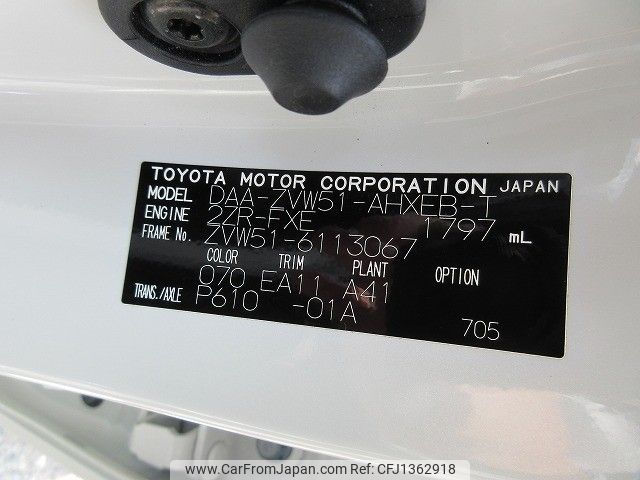 TOYOTA MOTOR CORPORATION JAPAN
MODEL DAA-ZVW51-AHXEB-T
ENGINE 2ZR-FXE 1797 mL
FRAME No. ZVW51-6113067
COLOR TRIM PLANT OPTION
070 EA11 A41
TRANS./AXLE P610 -01A
705
www.CarFromJapan.com - CFJ1362918